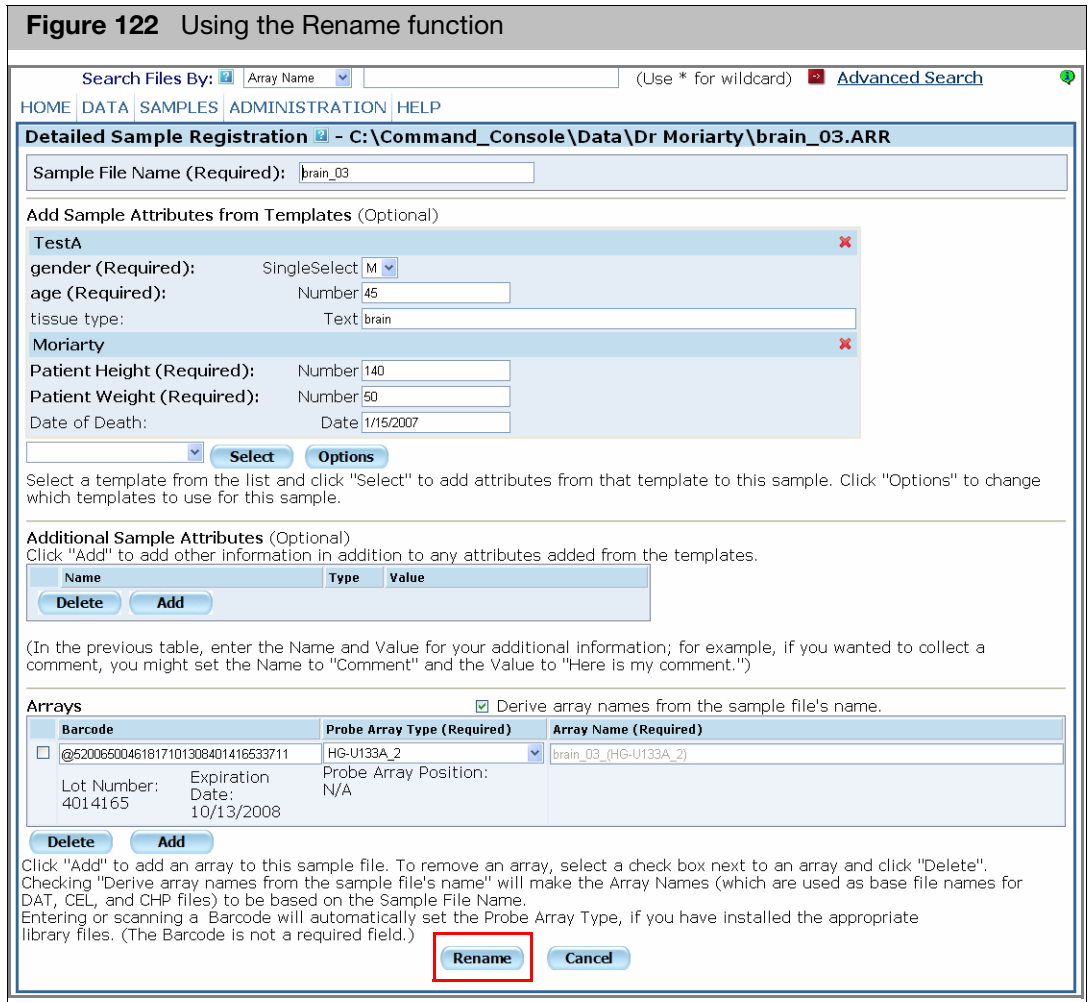 Figure 122 Using the Rename function
Search Files By: ? Array Name (Use * for wildcard) Advanced Search
HOME DATA SAMPLES ADMINISTRATION HELP
Detailed Sample Registration ? - C:\Command_Console\Data\Dr Moriarty\brain_03.ARR
Sample File Name (Required): brain_03
Add Sample Attributes from Templates (Optional)
TestA
gender (Required): SingleSelect M
age (Required): Number 45
tissue type: Text brain
Moriarty
Patient Height (Required): Number 140
Patient Weight (Required): Number 50
Date of Death: Date 1/15/2007
Select Options
Select a template from the list and click "Select" to add attributes from that template to this sample. Click "Options" to change
which templates to use for this sample.
Additional Sample Attributes (Optional)
Click "Add" to add other information in addition to any attributes added from the templates.
Name Type Value
Delete Add
(In the previous table, enter the Name and Value for your additional information; for example, if you wanted to collect a
comment, you might set the Name to "Comment" and the Value to "Here is my comment.")
Arrays Derive array names from the sample file's name.
Barcode Probe Array Type (Required) Array Name (Required)
@52006500461817101308401416533711 HG-U133A_2 brain_03_(HG-U133A_2)
Lot Number: 4014165 Expiration Date: 10/13/2008 Probe Array Position: N/A
Delete Add
Click "Add" to add an array to this sample file. To remove an array, select a check box next to an array and click "Delete".
Checking "Derive array names from the sample file's name" will make the Array Names (which are used as base file names for
DAT, CEL, and CHP files) to be based on the Sample File Name.
Entering or scanning a Barcode will automatically set the Probe Array Type, if you have installed the appropriate
library files. (The Barcode is not a required field.)
Rename Cancel